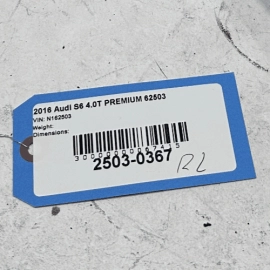 2016 Audi S6 4.0T PREMIUM 62503
VIN: N162503
Weight:
Dimensions:
2503-0367
R2